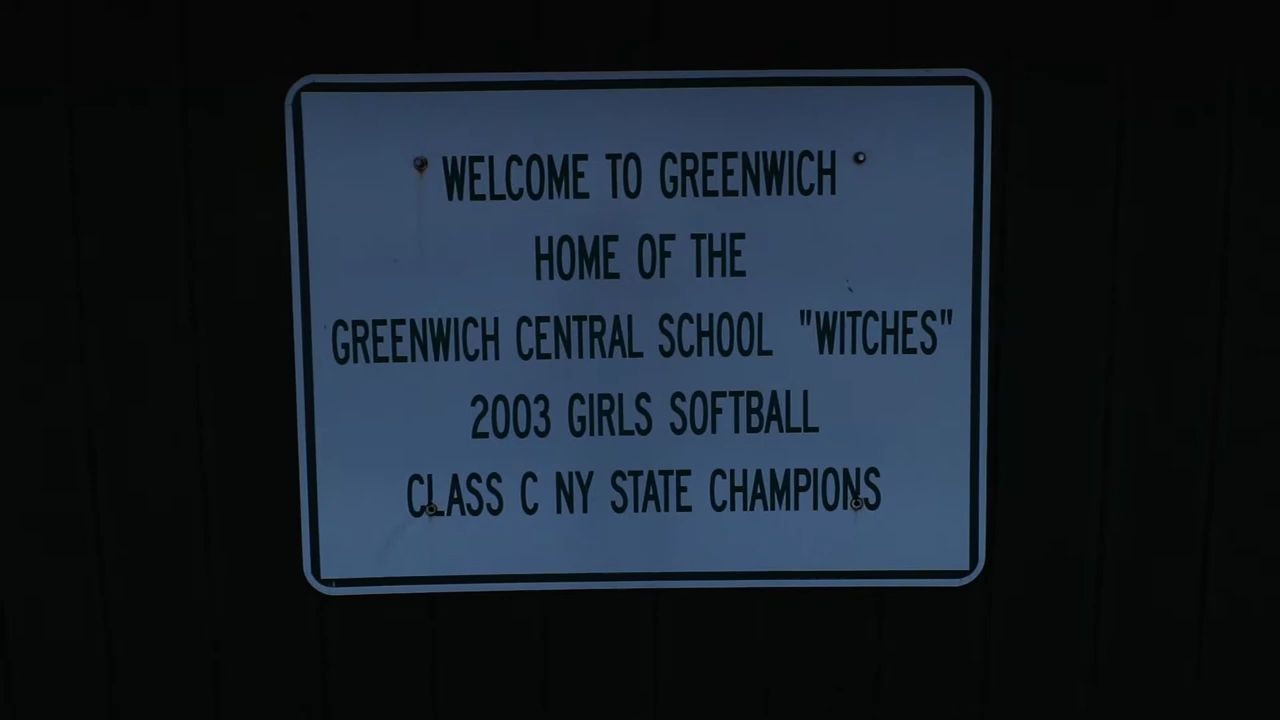 WELCOME TO GREENWICH
HOME OF THE
GREENWICH CENTRAL SCHOOL "WITCHES"
2003 GIRLS SOFTBALL
CLASS C NY STATE CHAMPIONS